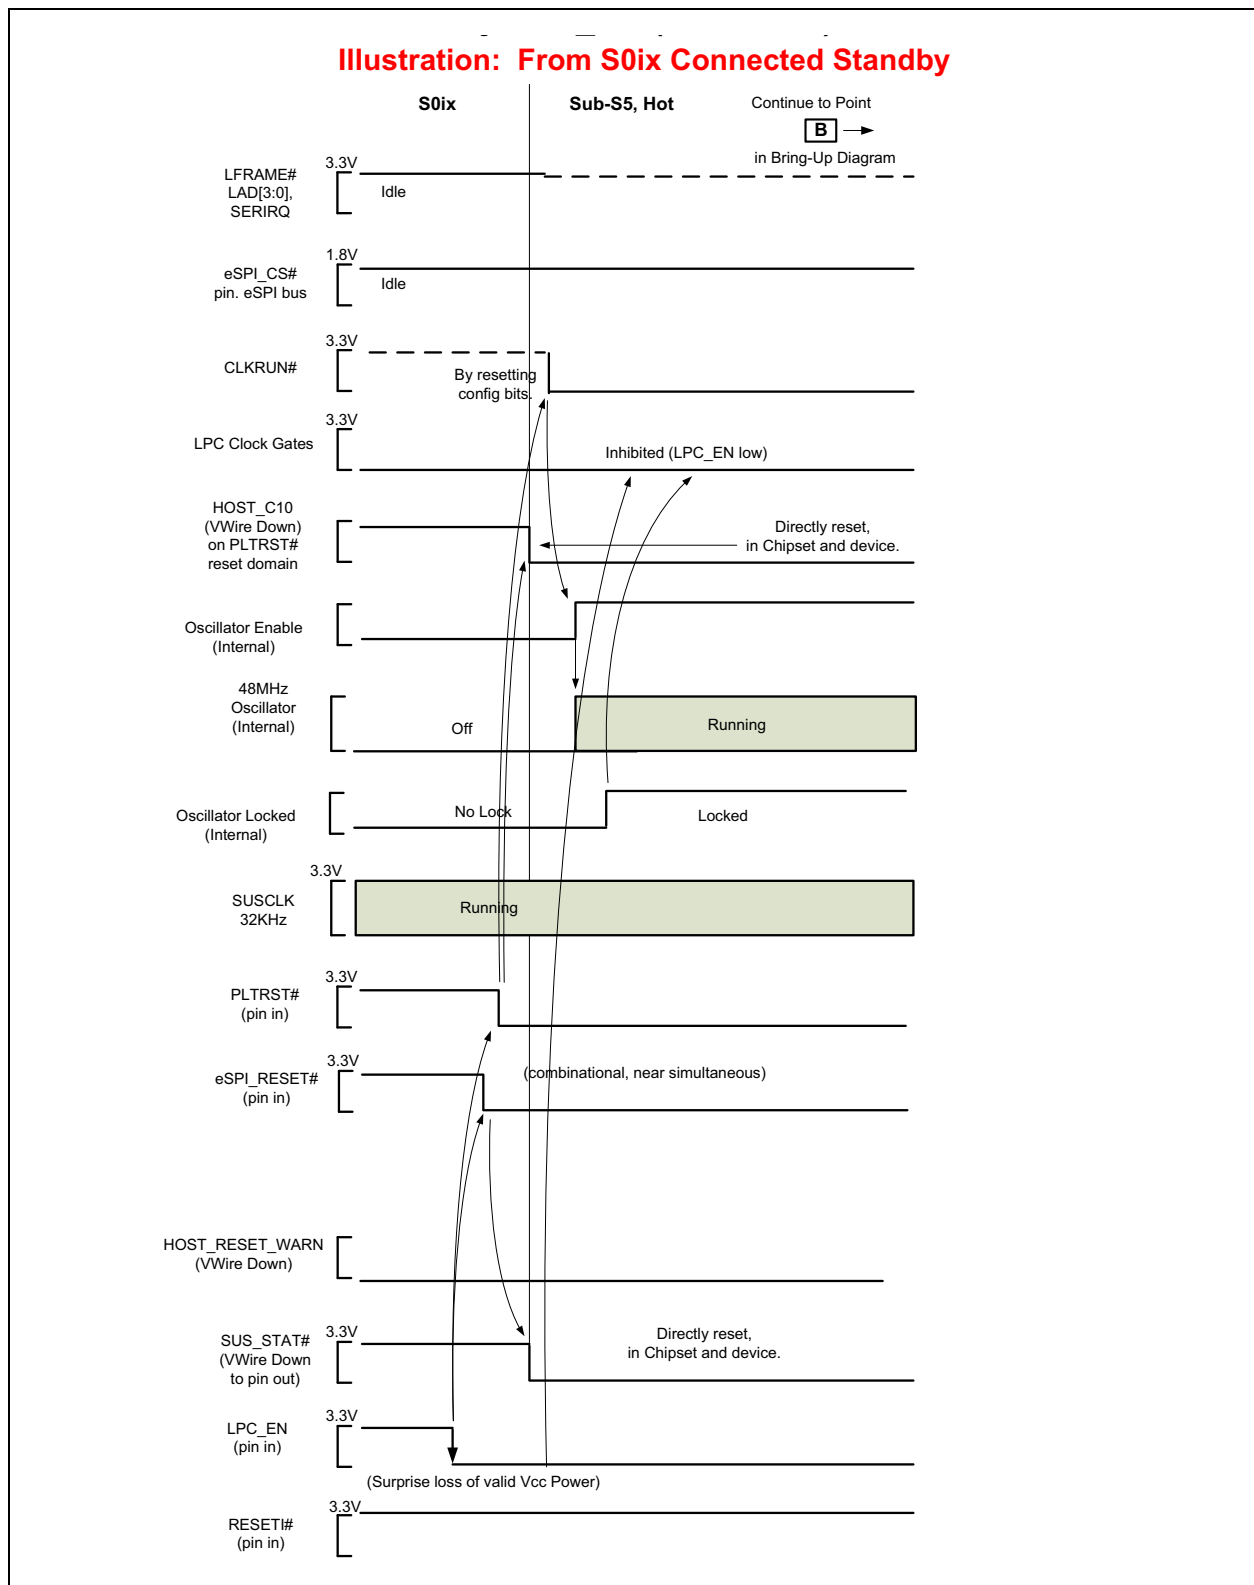 Illustration: From S0ix Connected Standby
S0ix
Sub-S5, Hot
Continue to Point
B
in Bring-Up Diagram
3.3V
LFRAME#
LAD[3:0],
SERIRQ
Idle
1.8V
eSPI_CS#
pin. eSPI bus
Idle
3.3V
CLKRUN#
By resetting
config bits.
3.3V
LPC Clock Gates
Inhibited (LPC_EN low)
HOST_C10
(VWire Down)
on PLTRST#
reset domain
Directly reset,
in Chipset and device.
Oscillator Enable
(Internal)
48MHz
Oscillator
(Internal)
Off
Running
Oscillator Locked
(Internal)
No Lock
Locked
3.3V
SUSCLK
32KHz
Running
3.3V
PLTRST#
(pin in)
3.3V
eSPI_RESET#
(pin in)
(combinational, near simultaneous)
HOST_RESET_WARN
(VWire Down)
3.3V
SUS_STAT#
(VWire Down
to pin out)
Directly reset,
in Chipset and device.
3.3V
LPC_EN
(pin in)
(Surprise loss of valid Vcc Power)
3.3V
RESETI#
(pin in)